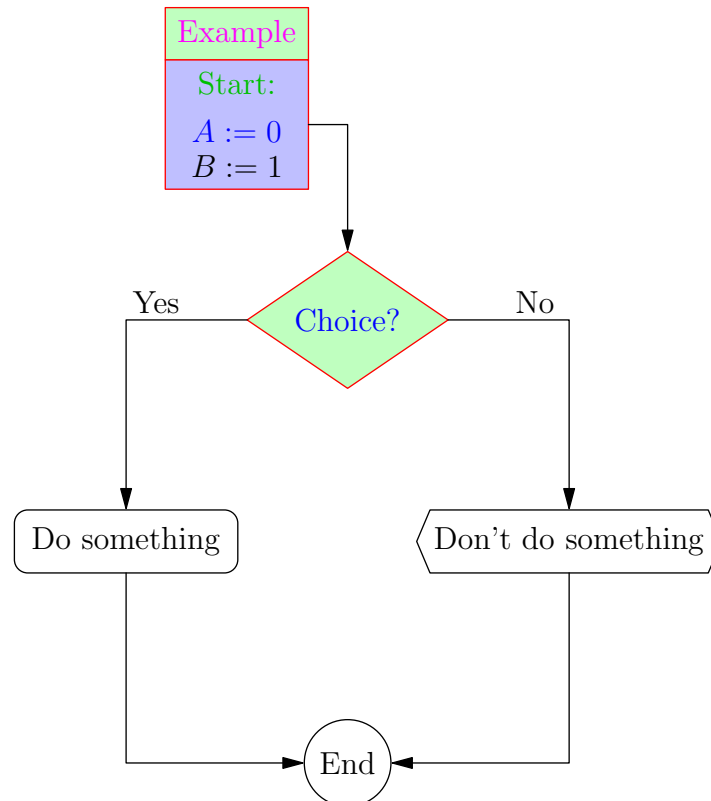 Example
Start:
A := 0
B := 1
Choice?
Yes
No
Do something
Don't do something
End